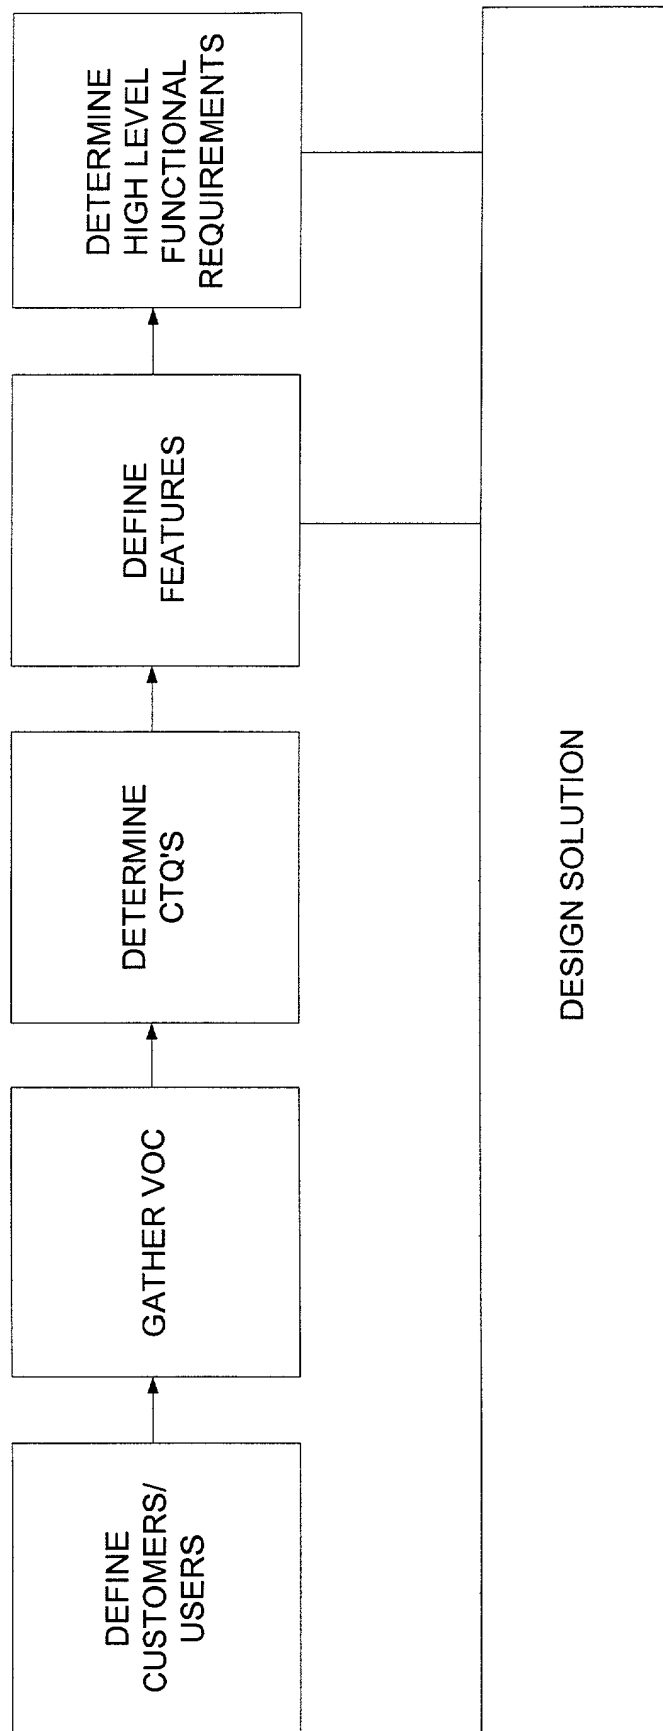 DEFINE
CUSTOMERS/
USERS
GATHER VOC
DETERMINE
CTQ'S
DEFINE
FEATURES
DETERMINE
HIGH LEVEL
FUNCTIONAL
REQUIREMENTS
DESIGN SOLUTION